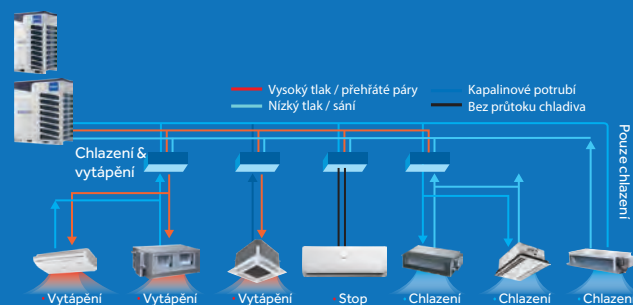 Vysoký tlak / přehřáté páry
Kapalinové potrubí
Nízký tlak / sání
Bez průtoku chladiva
Chlazení &
vytápění
Pouze chlazení
Vytápění
Vytápění
Vytápění
Stop
Chlazení
Chlazení
Chlazení